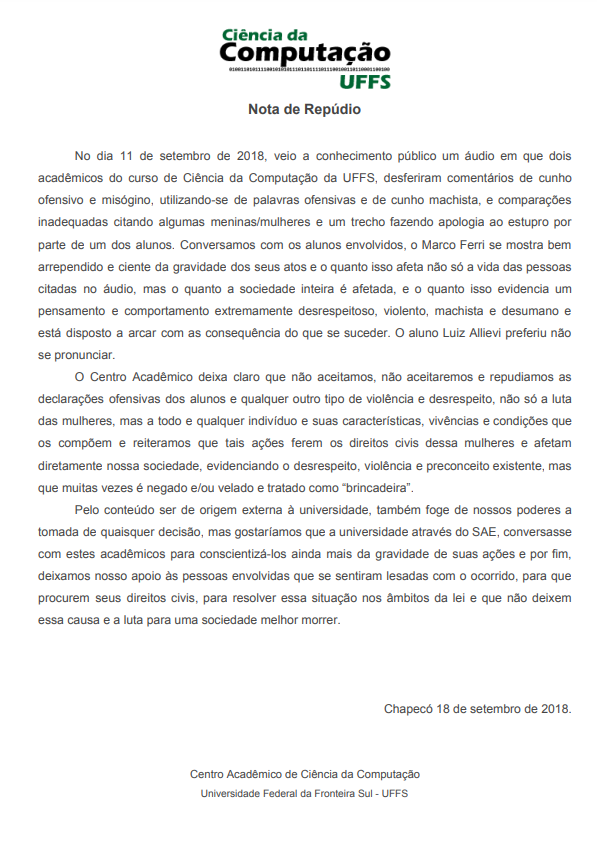 Ciência da
Computação
UFFS
Nota de Repúdio
No dia 11 de setembro de 2018, veio a conhecimento público um áudio em que dois
acadêmicos do curso de Ciência da Computação da UFFS, desferiram comentários de cunho
ofensivo e misógino, utilizando-se de palavras ofensivas e de cunho machista, e comparações
inadequadas citando algumas meninas/mulheres e um trecho fazendo apologia ao estupro por
parte de um dos alunos. Conversamos com os alunos envolvidos, o Marco Ferri se mostra bem
arrependido e ciente da gravidade dos seus atos e o quanto isso afeta não só a vida das pessoas
citadas no áudio, mas o quanto a sociedade inteira é afetada, e o quanto isso evidencia um
pensamento e comportamento extremamente desrespeitoso, violento, machista e desumano e
está disposto a arcar com as consequência do que se suceder. O aluno Luiz Allievi preferiu não
se pronunciar.
O Centro Acadêmico deixa claro que não aceitamos, não aceitaremos e repudiamos as
declarações ofensivas dos alunos e qualquer outro tipo de violência e desrespeito, não só a luta
das mulheres, mas a todo e qualquer indivíduo e suas características, vivências e condições que
os compõem e reiteramos que tais ações ferem os direitos civis dessa mulheres e afetam
diretamente nossa sociedade, evidenciando o desrespeito, violência e preconceito existente, mas
que muitas vezes é negado e/ou velado e tratado como “brincadeira”.
Pelo conteúdo ser de origem externa à universidade, também foge de nossos poderes a
tomada de quaisquer decisão, mas gostaríamos que a universidade através do SAE, conversasse
com estes acadêmicos para conscientizá-los ainda mais da gravidade de suas ações e por fim,
deixamos nosso apoio às pessoas envolvidas que se sentiram lesadas com o ocorrido, para que
procurem seus direitos civis, para resolver essa situação nos âmbitos da lei e que não deixem
essa causa e a luta para uma sociedade melhor morrer.
Chapecó 18 de setembro de 2018.
Centro Acadêmico de Ciência da Computação
Universidade Federal da Fronteira Sul - UFFS